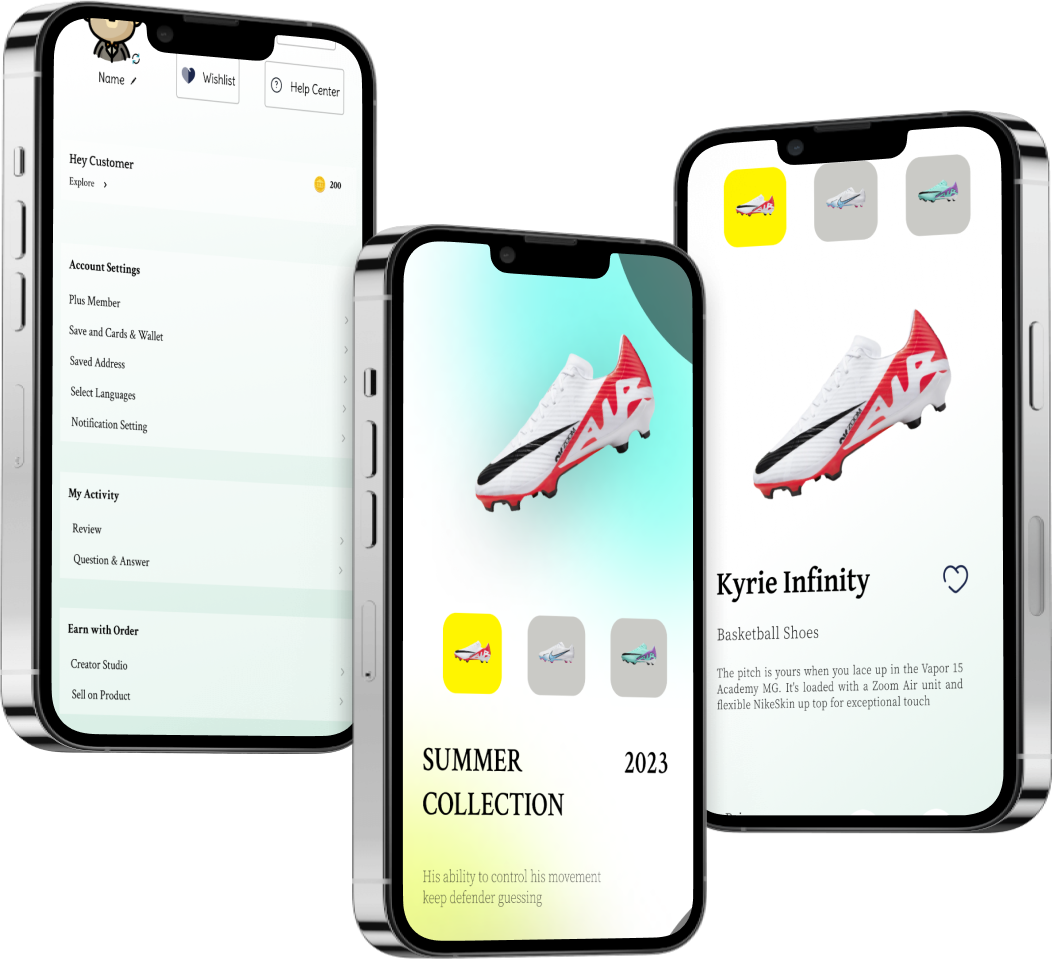 Name
Wishlist
Help Center
Hey Customer
Explore
200
Account Settings
Plus Member
Save and Cards & Wallet
Saved Address
Select Languages
Notification Setting
My Activity
Review
Question & Answer
Earn with Order
Creator Studio
Sell on Product
AIR
SUMMER
COLLECTION
2023
His ability to control his movement
keep defender guessing
AIR
Kyrie Infinity
Basketball Shoes
The pitch is yours when you lace up in the Vapor 15
Academy MG. It's loaded with a Zoom Air unit and
flexible NikeSkin up top for exceptional touch